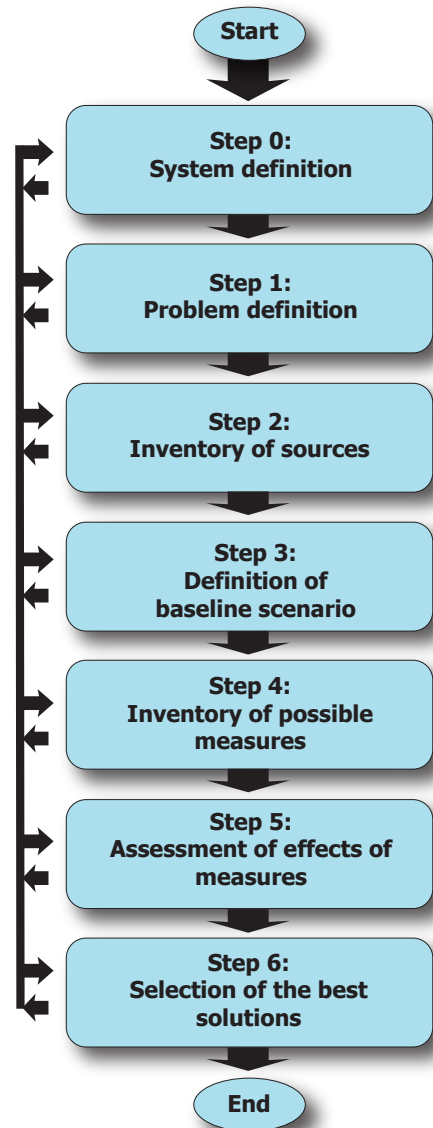 Start
Step 0:
System definition
Step 1:
Problem definition
Step 2:
Inventory of sources
Step 3:
Definition of
baseline scenario
Step 4:
Inventory of possible
measures
Step 5:
Assessment of effects of
measures
Step 6:
Selection of the best
solutions
End